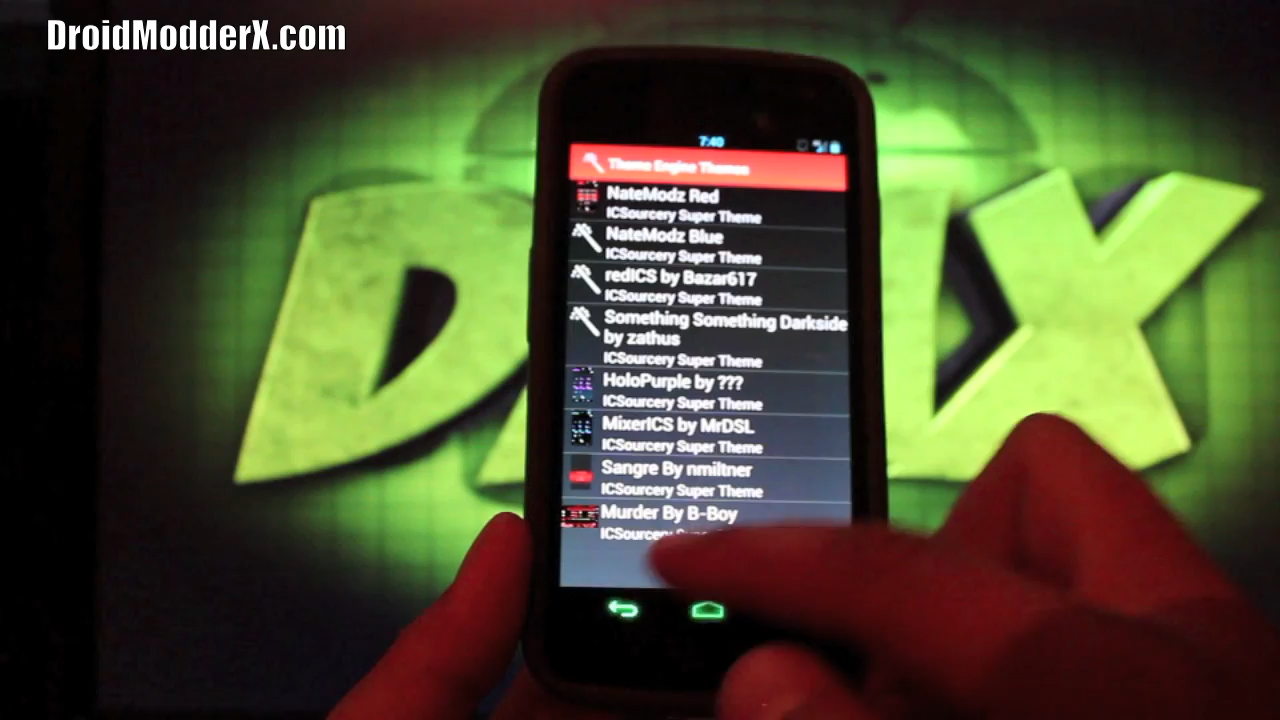 DroidModderX.com
7:40
Theme Engine Themes
NateModz Red
ICSourcery Super Theme
NateModz Blue
ICSourcery Super Theme
redICS by Bazar617
ICSourcery Super Theme
Something Something Darkside
by zathus
ICSourcery Super Theme
HoloPurple by ???
ICSourcery Super Theme
MixerICS by MrDSL
ICSourcery Super Theme
Sangre By nmiltner
ICSourcery Super Theme
Murder By B-Boy
ICSourcery